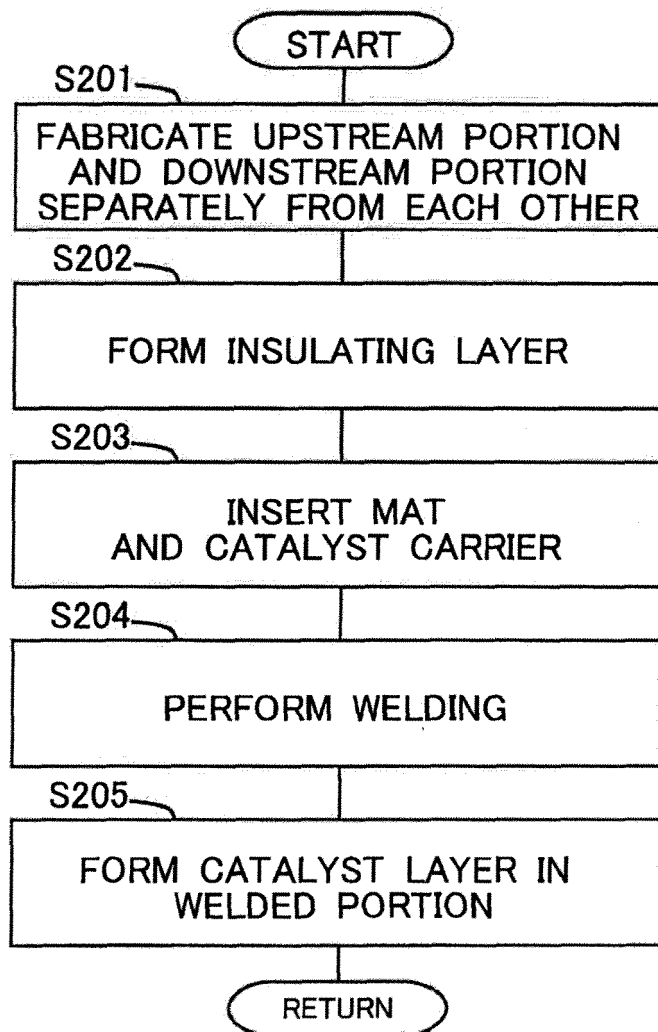 START
S201
FABRICATE UPSTREAM PORTION
AND DOWNSTREAM PORTION
SEPARATELY FROM EACH OTHER
S202
FORM INSULATING LAYER
S203
INSERT MAT
AND CATALYST CARRIER
S204
PERFORM WELDING
S205
FORM CATALYST LAYER IN
WELDED PORTION
RETURN